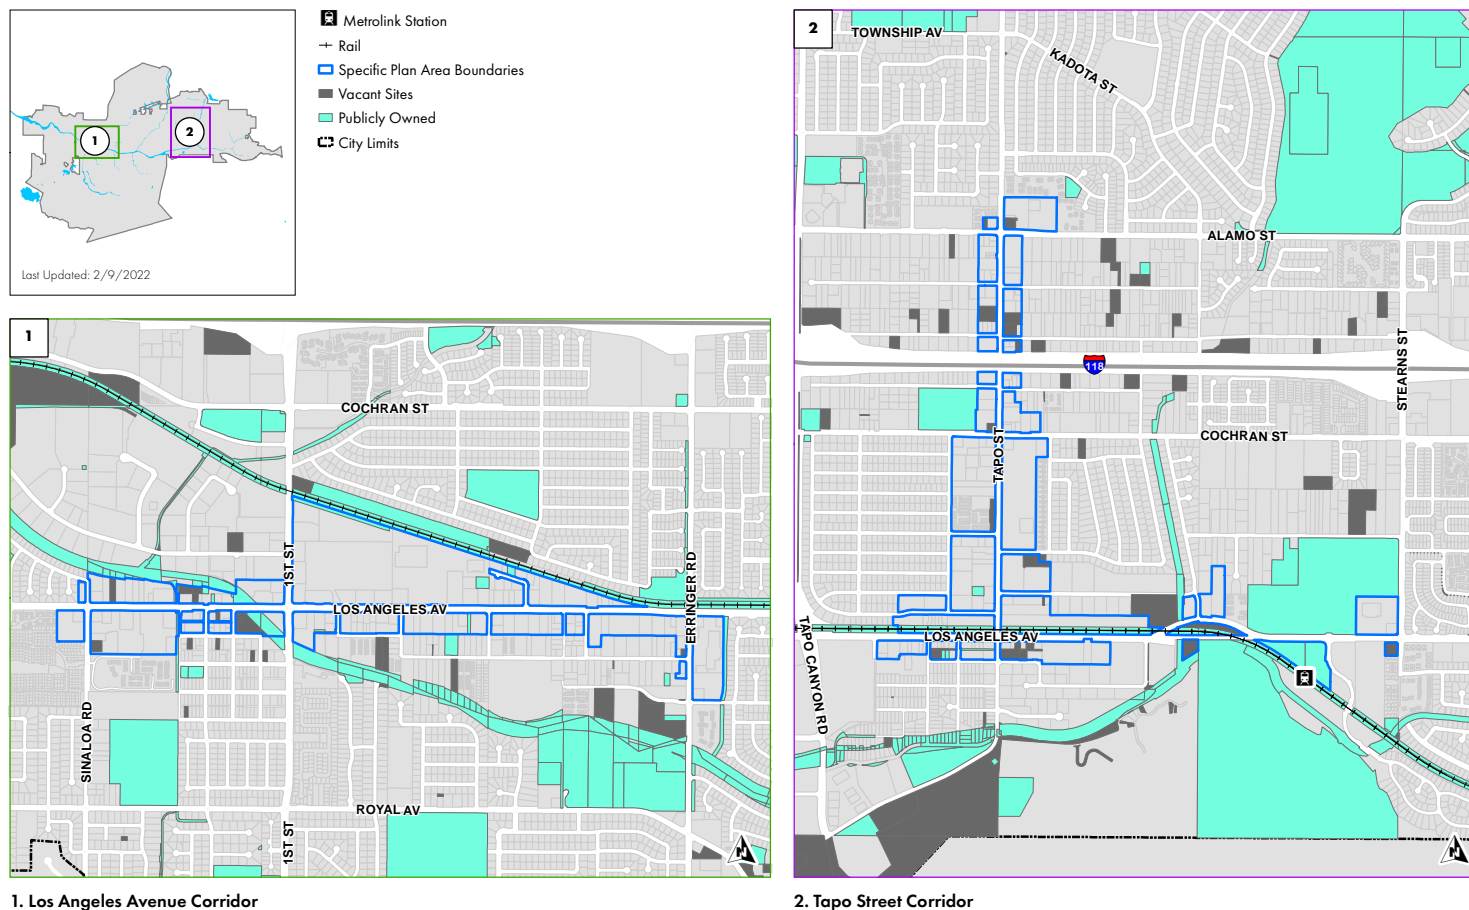 1
2
Last Updated: 2/9/2022
Metrolink Station
Rail
Specific Plan Area Boundaries
Vacant Sites
Publicly Owned
City Limits
1
COCHRAN ST
1ST ST
LOS ANGELES AV
ERRINGER RD
SINALOA RD
ROYAL AV
1ST ST
N
1. Los Angeles Avenue Corridor
2
TOWNSHIP AV
KADOTA ST
ALAMO ST
STEARNS ST
118
COCHRAN ST
TAPO ST
TAPO CANYON RD
LOS ANGELES AV
N
2. Tapo Street Corridor